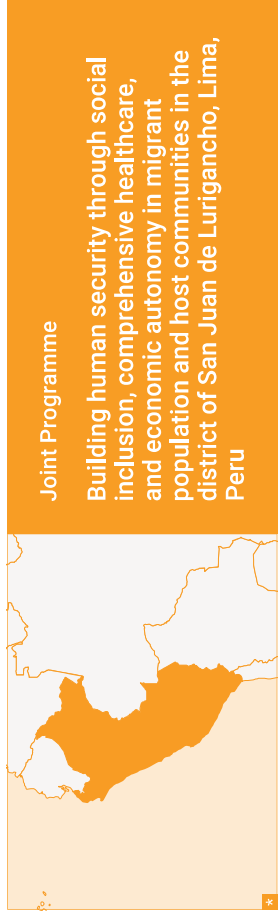 Joint Programme
Building human security through social
inclusion, comprehensive healthcare,
and economic autonomy in migrant
population and host communities in the
district of San Juan de Lurigancho, Lima,
Peru
*